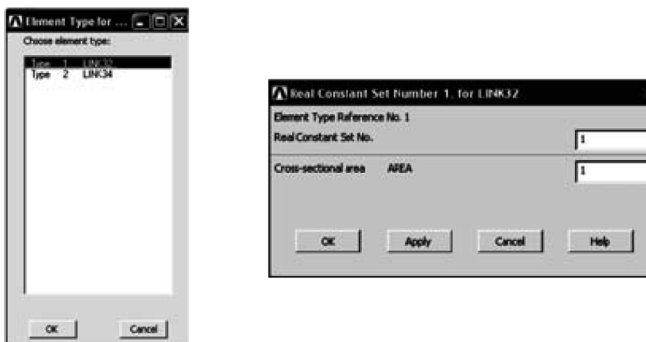 Element Type for ...
Choose element type:
Type 1 LINK32
Type 2 LINK34
OK Cancel
Real Constant Set Number 1, for LINK32
Element Type Reference No. 1
Real Constant Set No. 1
Cross-sectional area AREA 1
OK Apply Cancel Help